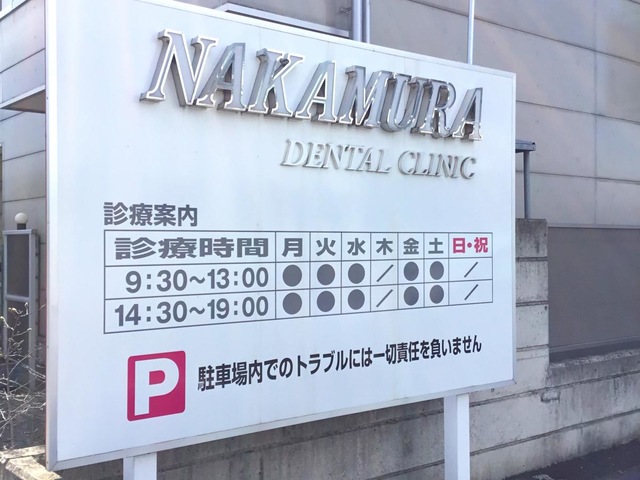 NAKAMURA
DENTAL CLINIC
診療案内
診療時間 月 火 水 木 金 土 日・祝
9:30～13:00 ● ● ● / ● ● /
14:30～19:00 ● ● ● / ● ● /
P 駐車場内でのトラブルには一切責任を負いません